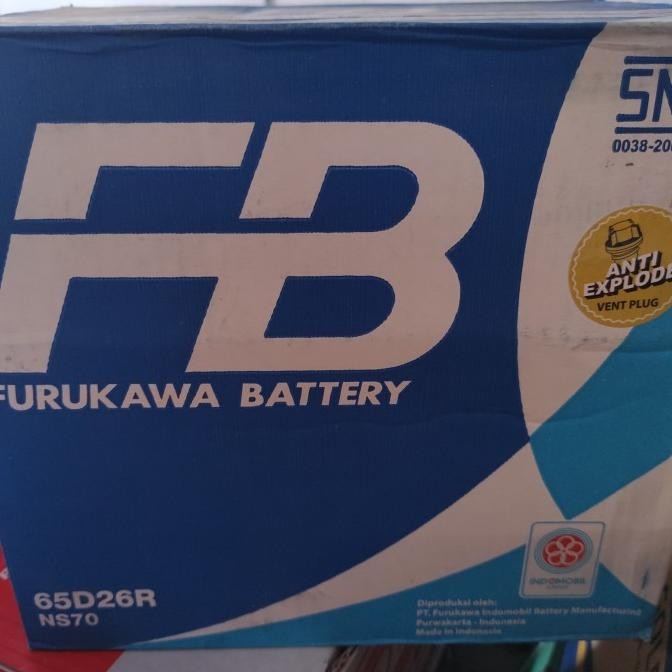 FB
FURUKAWA BATTERY
SN
0038-20
ANTI
EXPLODE
VENT PLUG
INDOMOBIL
65D26R
NS70
Diproduksi oleh:
PT. Furukawa Indomobil Battery Manufacturing
Purwakarta - Indonesia
Made in Indonesia